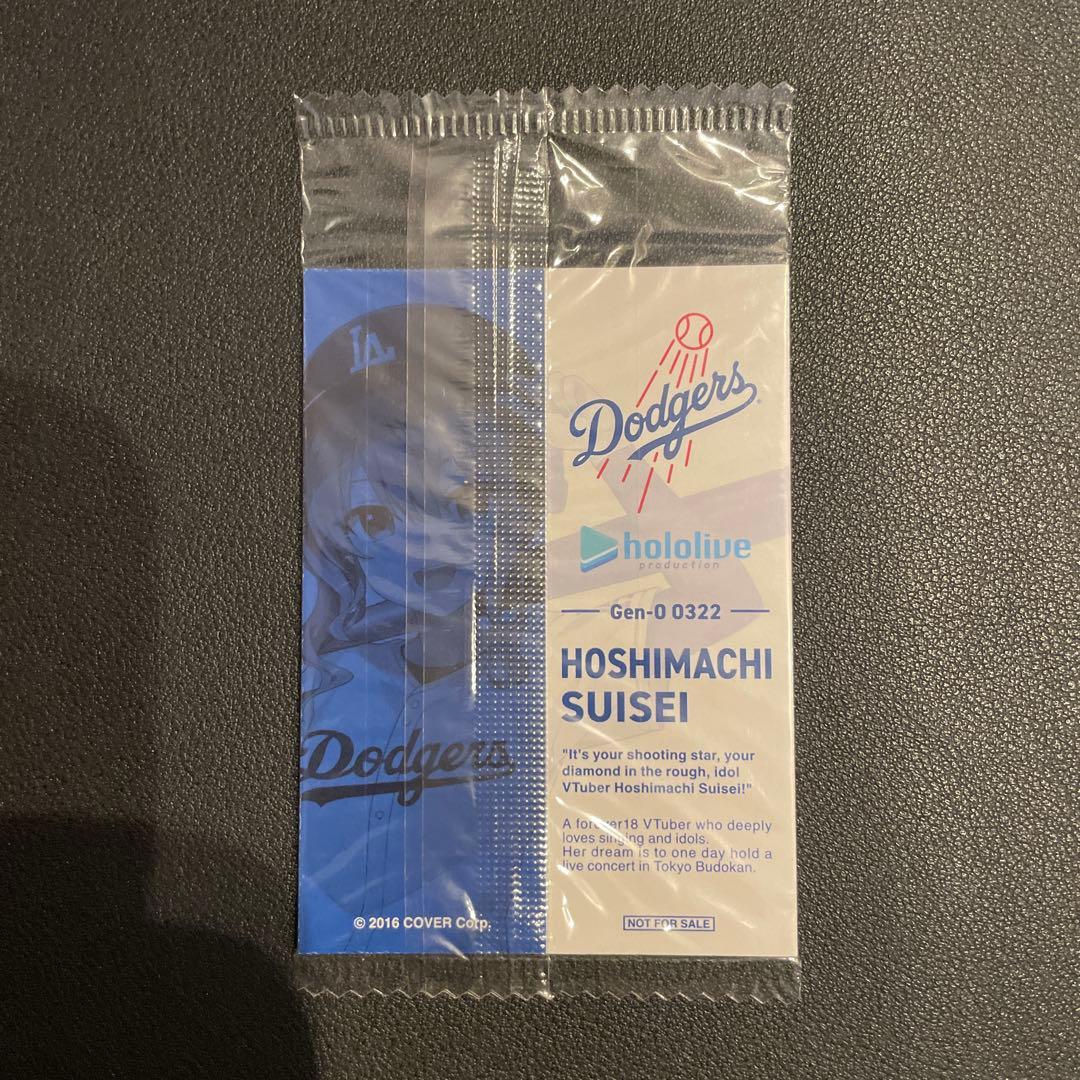 LA
Dodgers
© 2016 COVER Corp.
Dodgers
hololive
production
Gen-0 0322
HOSHIMACHI
SUISEI
"It's your shooting star, your
diamond in the rough, idol
VTuber Hoshimachi Suisei!"
A forever18 VTuber who deeply
loves singing and idols.
Her dream is to one day hold a
live concert in Tokyo Budokan.
NOT FOR SALE